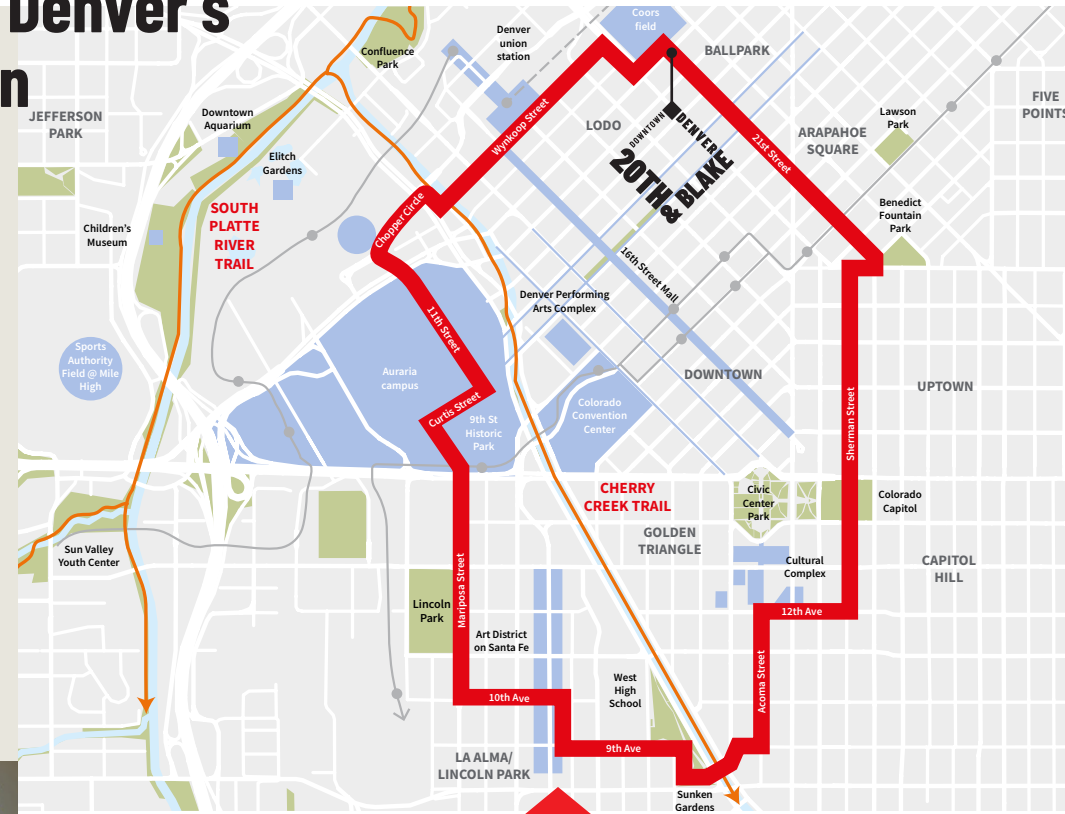 Denver's
n
Coors
field
Denver
union
station
BALLPARK
Confluence
Park
JEFFERSON
PARK
Downtown
Aquarium
LODO
Wynkoop Street
DOWNTOWN
DENVER
20TH & BLAKE
21st Street
ARAPAHOE
SQUARE
Lawson
Park
FIVE
POINTS
Elitch
Gardens
Benedict
Fountain
Park
Children's
Museum
SOUTH
PLATTE
RIVER
TRAIL
Chopper Circle
16th Street Mall
Denver Performing
Arts Complex
11th Street
Sports
Authority
Field @ Mile
High
Auraria
campus
DOWNTOWN
UPTOWN
Curtis Street
9th St
Historic
Park
Colorado
Convention
Center
Sherman Street
CHERRY
CREEK TRAIL
Civic
Center
Park
Colorado
Capitol
GOLDEN
TRIANGLE
Sun Valley
Youth Center
Cultural
Complex
CAPITOL
HILL
Mariposa Street
Lincoln
Park
12th Ave
Art District
on Santa Fe
West
High
School
Acoma Street
10th Ave
9th Ave
LA ALMA/
LINCOLN PARK
Sunken
Gardens